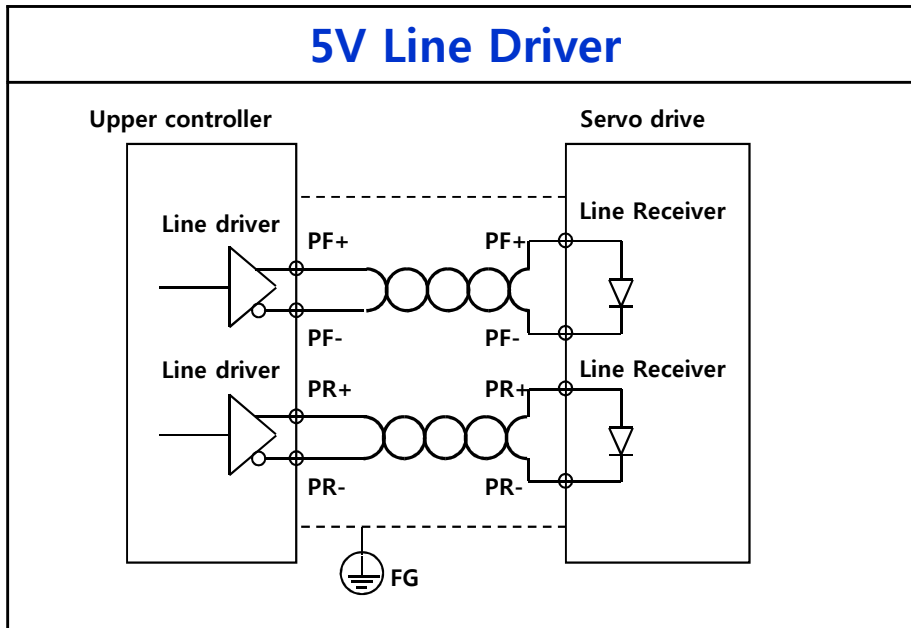 5V Line Driver
Upper controller
Servo drive
Line driver
Line Receiver
PF+
PF+
PF-
PF-
Line driver
Line Receiver
PR+
PR+
PR-
PR-
FG